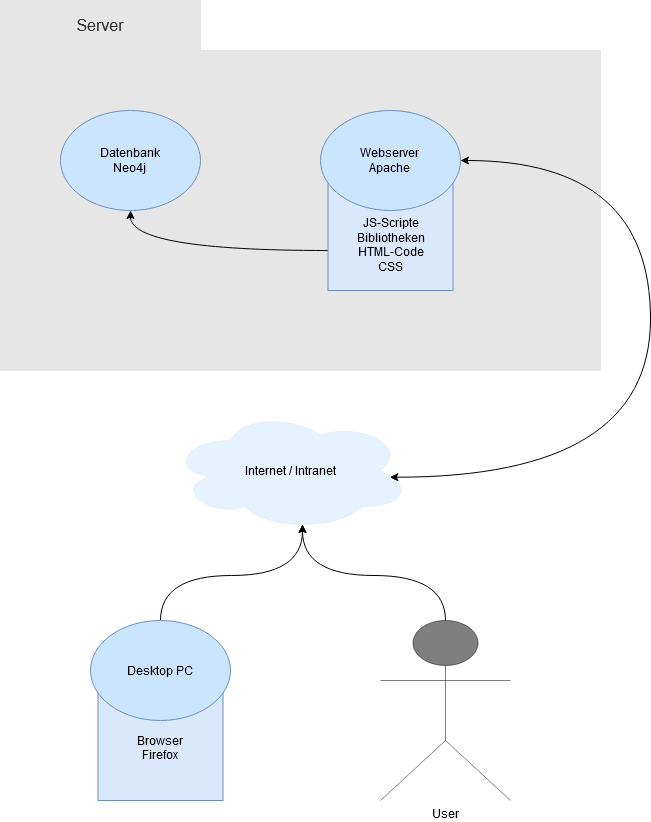 Server
Datenbank
Neo4j
Webserver
Apache
JS-Scripte
Bibliotheken
HTML-Code
CSS
Internet / Intranet
Desktop PC
Browser
Firefox
User